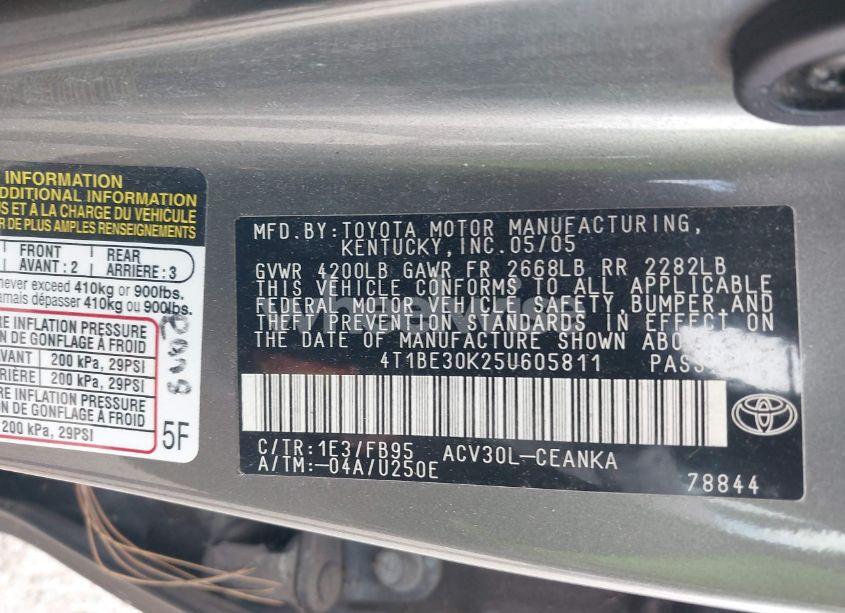 INFORMATION
ADDITIONAL INFORMATION
S ET À LA CHARGE DU VÉHICULE
R DE PLUS AMPLES RENSEIGNEMENTS
FRONT
AVANT : 2
REAR
ARRIERE : 3
never exceed 410kg or 900lbs.
jamais dépasser 410kg ou 900lbs.
RE INFLATION PRESSURE
N DE GONFLAGE À FROID
AVANT 200 kPa, 29PSI
RRIÈRE 200 kPa, 29PSI
RE INFLATION PRESSURE
N DE GONFLAGE À FROID
200 kPa, 29PSI
5F
MFD.BY:TOYOTA MOTOR MANUFACTURING,
KENTUCKY,INC.05/05
GVWR 4200LB GAWR FR 2668LB RR 2282LB
THIS VEHICLE CONFORMS TO ALL APPLICABLE
FEDERAL MOTOR VEHICLE SAFETY,BUMPER,AND
THEFT PREVENTION STANDARDS IN EFFECT ON
THE DATE OF MANUFACTURE SHOWN ABO
4T1BE30K25U605811 PASS
C/TR:1E3/FB95 ACV30L-CEANKA
A/TM:-04A/U250E
78844